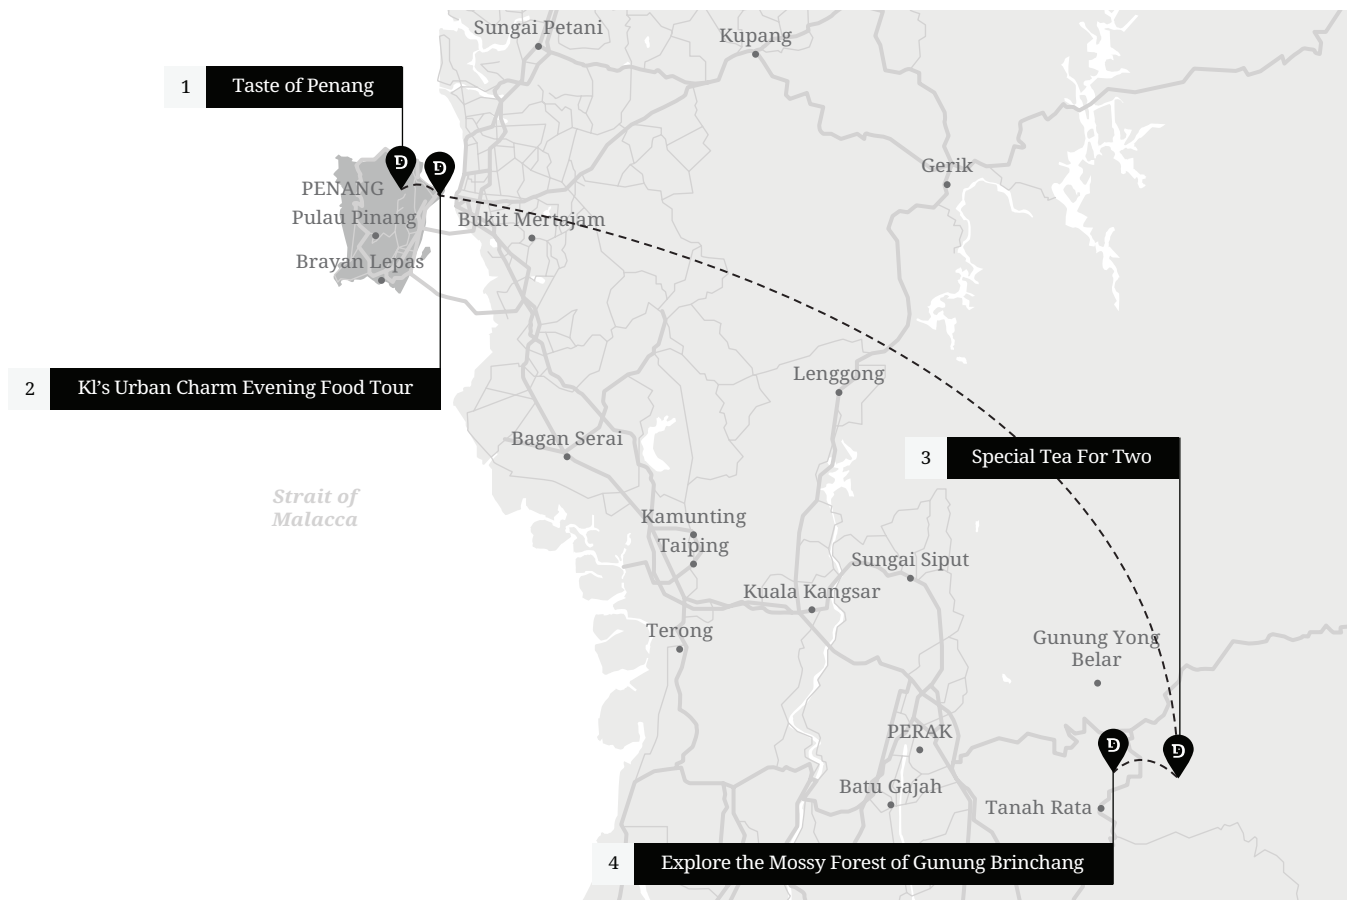 Sungai Petani
Kupang
1 Taste of Penang
Gerik
PENANG
Pulau Pinang
Bukit Mertajam
Brayan Lepas
2 Kl’s Urban Charm Evening Food Tour
Lenggong
Bagan Serai
3 Special Tea For Two
Strait of
Malacca
Kamunting
Taiping
Sungai Siput
Kuala Kangsar
Terong
Gunung Yong
Belar
PERAK
D
D
D
D
Batu Gajah
Tanah Rata
4 Explore the Mossy Forest of Gunung Brinchang